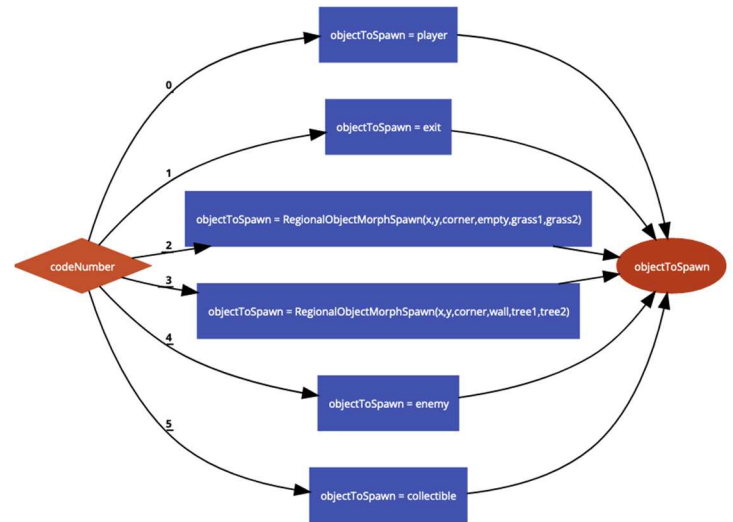 objectToSpawn = player
0
objectToSpawn = exit
1
objectToSpawn = RegionalObjectMorphSpawn(x,y,corner,empty,grass1,grass2)
2
codeNumber
objectToSpawn
3
objectToSpawn = RegionalObjectMorphSpawn(x,y,corner,wall,tree1,tree2)
4
objectToSpawn = enemy
5
objectToSpawn = collectible